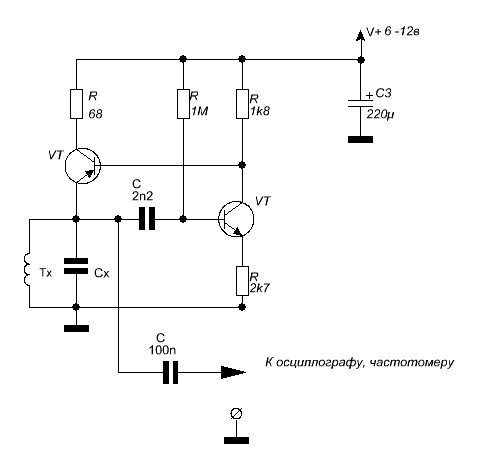 V+ 6 -12в
R
68
R
1M
R
1k8
+ C3
220µ
VT
C
2n2
VT
Tx
Cx
R
2k7
C
100n
К осциллографу, частотомеру